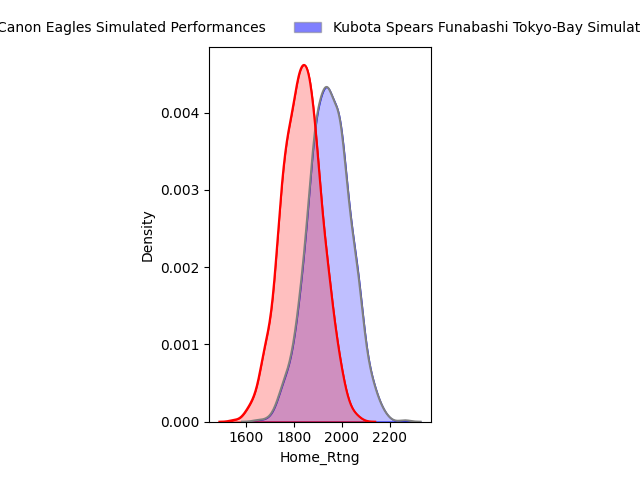 Canon Eagles Simulated Performances
Kubota Spears Funabashi Tokyo-Bay Simulat
0.004
0.003
0.002
0.001
0.000
Density
1600 1800 2000 2200
Home_Rtng